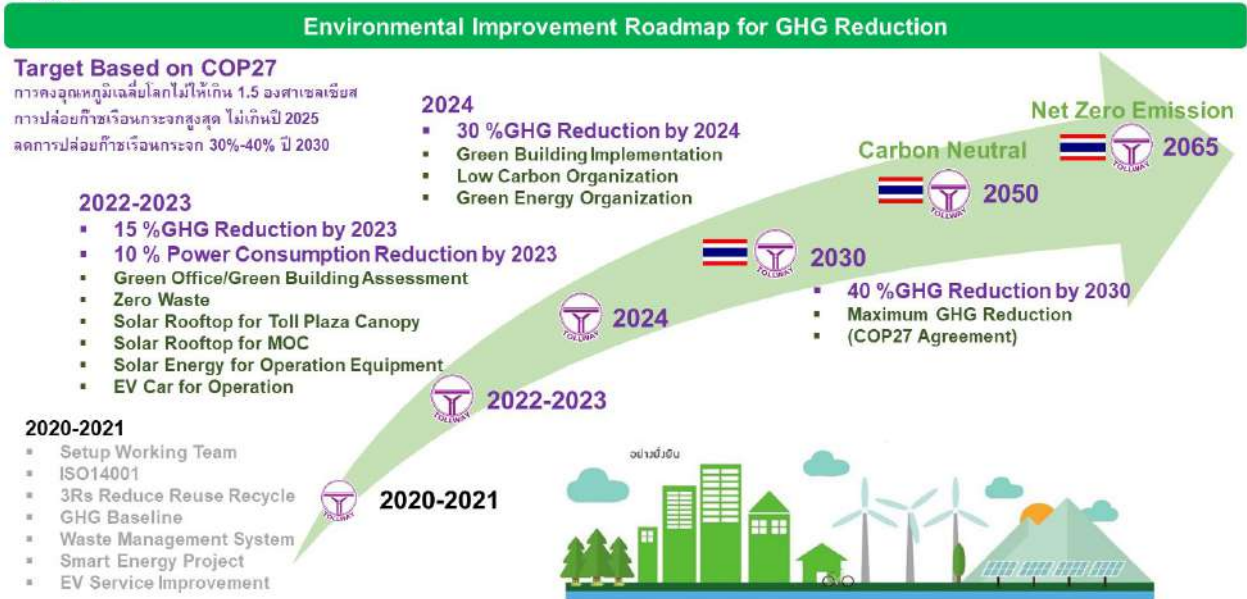 Environmental Improvement Roadmap for GHG Reduction
Target Based on COP27
การคงอุณหภูมิเฉลี่ยโลกไม่ให้เกิน 1.5 องศาเซลเซียส
การปล่อยก๊าซเรือนกระจกสูงสุด ไม่เกินปี 2025
ลดการปล่อยก๊าซเรือนกระจก 30%-40% ปี 2030
2024
▪ 30 %GHG Reduction by 2024
▪ Green Building Implementation
▪ Low Carbon Organization
▪ Green Energy Organization
Net Zero Emission
TOLLWAY 2065
Carbon Neutral
TOLLWAY 2050
2022-2023
▪ 15 %GHG Reduction by 2023
▪ 10 % Power Consumption Reduction by 2023
▪ Green Office/Green Building Assessment
▪ Zero Waste
▪ Solar Rooftop for Toll Plaza Canopy
▪ Solar Rooftop for MOC
▪ Solar Energy for Operation Equipment
▪ EV Car for Operation
TOLLWAY 2030
▪ 40 %GHG Reduction by 2030
▪ Maximum GHG Reduction
▪ (COP27 Agreement)
TOLLWAY 2024
TOLLWAY 2022-2023
2020-2021
▪ Setup Working Team
▪ ISO14001
▪ 3Rs Reduce Reuse Recycle
▪ GHG Baseline
▪ Waste Management System
▪ Smart Energy Project
▪ EV Service Improvement
TOLLWAY 2020-2021
อย่างยั่งยืน